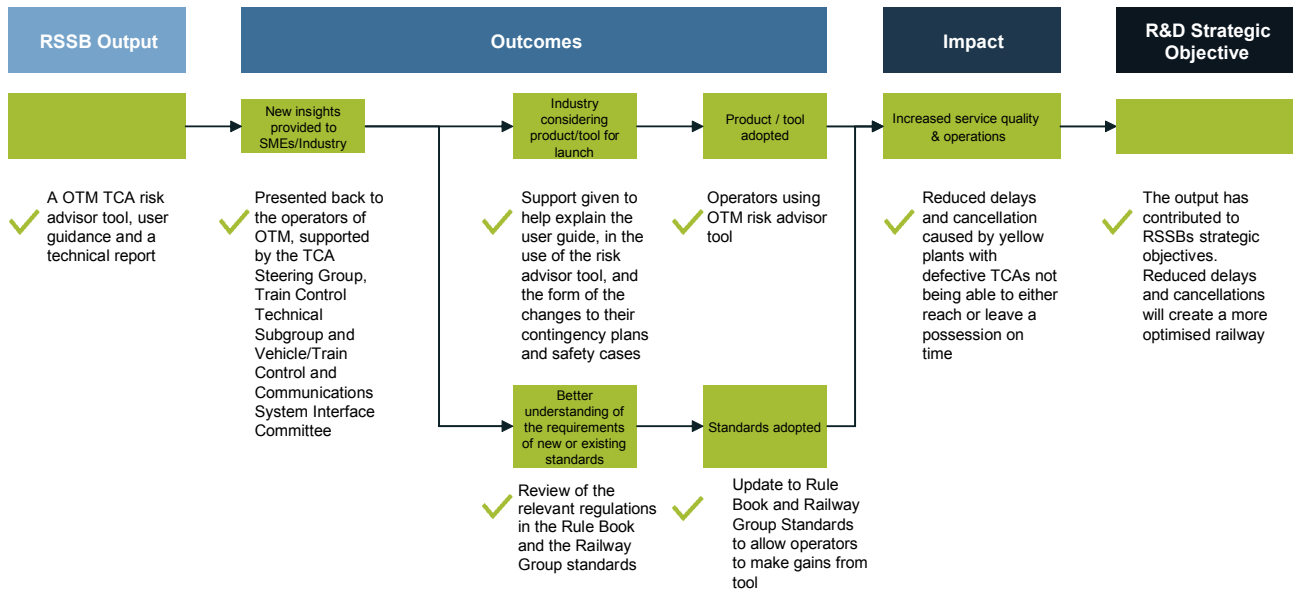 RSSB Output
Outcomes
Impact
R&D Strategic
Objective
New insights
provided to
SMEs/Industry
Industry
considering
product/tool for
launch
Product / tool
adopted
Increased service quality
& operations
A OTM TCA risk
advisor tool, user
guidance and a
technical report
Presented back to
the operators of
OTM, supported
by the TCA
Steering Group,
Train Control
Technical
Subgroup and
Vehicle/Train
Control and
Communications
System Interface
Committee
Support given to
help explain the
user guide, in the
use of the risk
advisor tool, and
the form of the
changes to their
contingency plans
and safety cases
Operators using
OTM risk advisor
tool
Reduced delays
and cancellation
caused by yellow
plants with
defective TCAs not
being able to either
reach or leave a
possession on
time
The output has
contributed to
RSSBs strategic
objectives.
Reduced delays
and cancellations
will create a more
optimised railway
Better
understanding of
the requirements
of new or existing
standards
Standards adopted
Review of the
relevant regulations
in the Rule Book
and the Railway
Group standards
Update to Rule
Book and Railway
Group Standards
to allow operators
to make gains from
tool